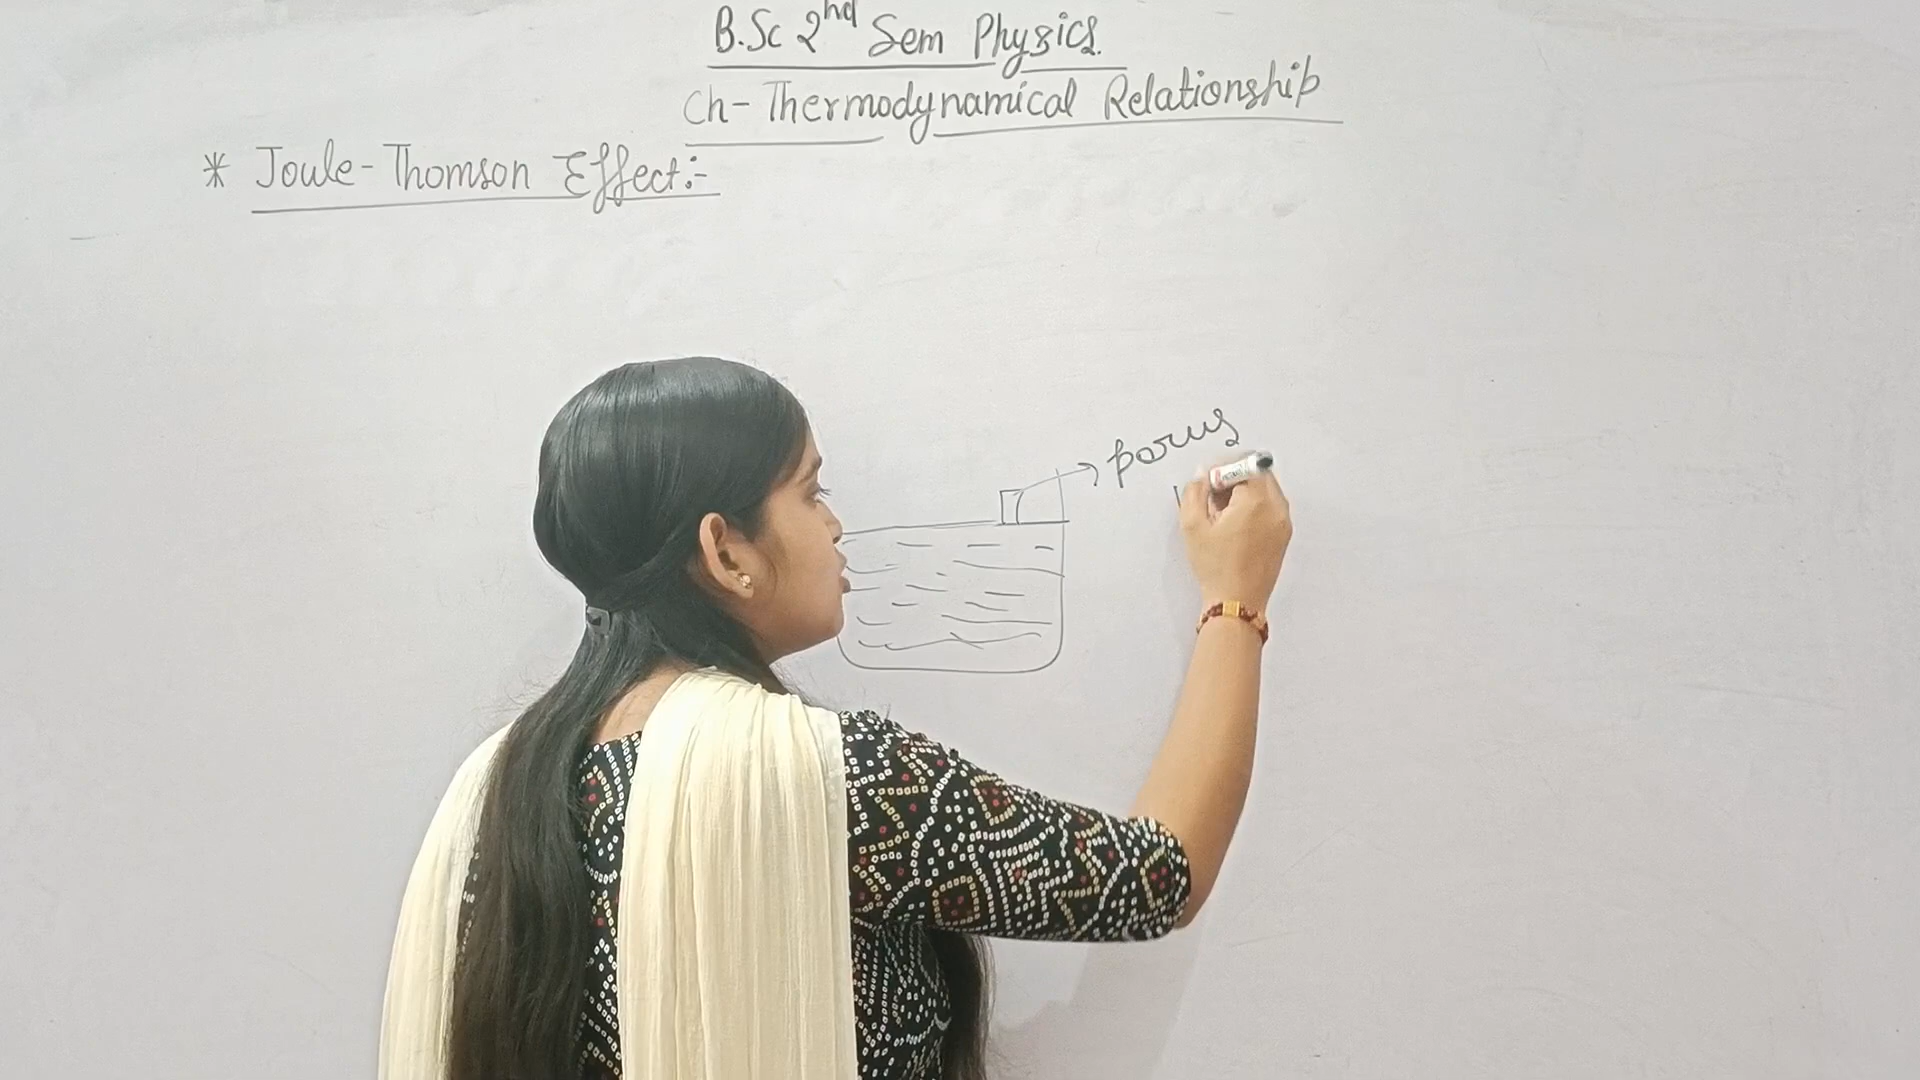 B.Sc 2nd Sem Physics.
Ch- Thermodynamical Relationship
* Joule-Thomson Effect:-
porus